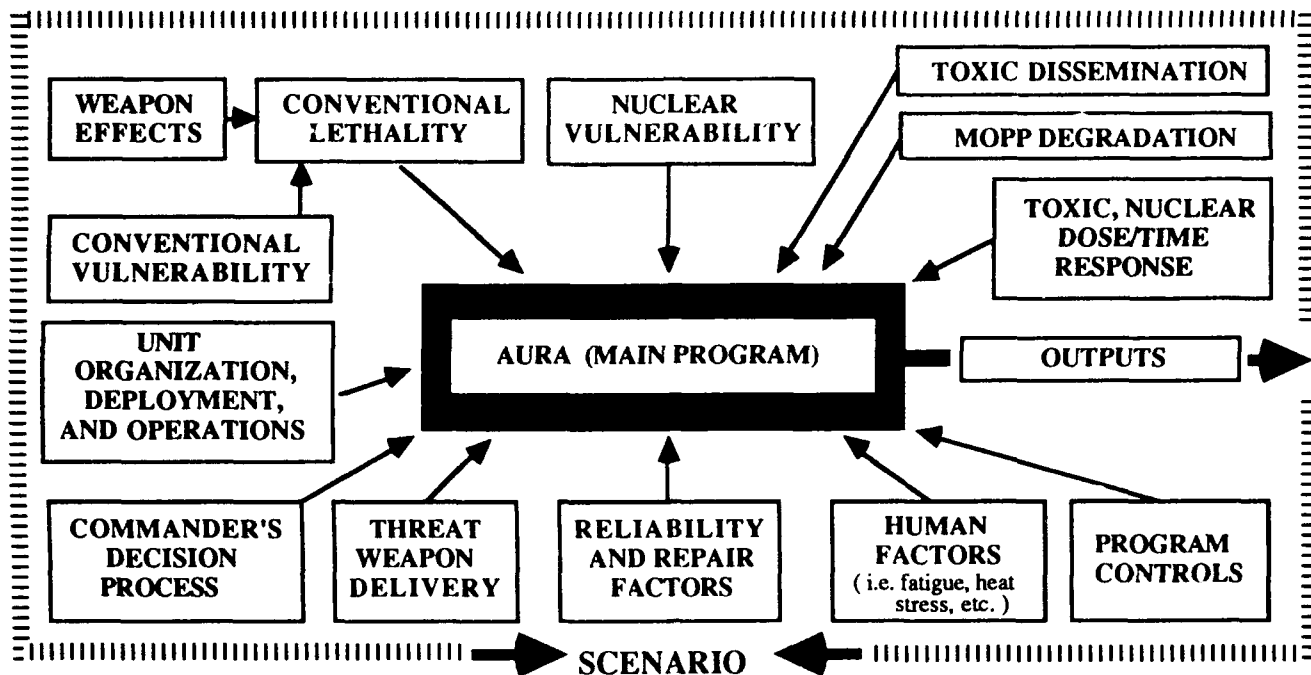 WEAPON
EFFECTS
CONVENTIONAL
LETHALITY
NUCLEAR
VULNERABILITY
TOXIC DISSEMINATION
MOPP DEGRADATION
CONVENTIONAL
VULNERABILITY
TOXIC, NUCLEAR
DOSE/TIME
RESPONSE
UNIT
ORGANIZATION,
DEPLOYMENT,
AND OPERATIONS
AURA (MAIN PROGRAM)
OUTPUTS
COMMANDER'S
DECISION
PROCESS
THREAT
WEAPON
DELIVERY
RELIABILITY
AND REPAIR
FACTORS
HUMAN
FACTORS
( i.e. fatigue, heat
stress, etc. )
PROGRAM
CONTROLS
SCENARIO